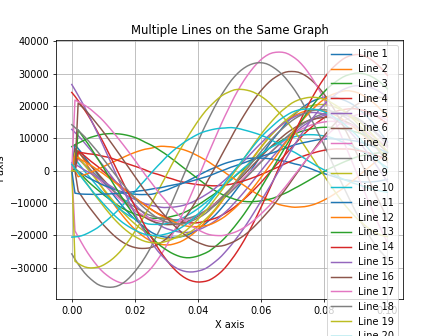 Multiple Lines on the Same Graph
40000
30000
20000
10000
0
−10000
−20000
−30000
0.00
0.02
0.04
0.06
X axis
Line 1
Line 2
Line 3
Line 4
Line 5
Line 6
Line 7
Line 8
Line 9
Line 10
Line 11
Line 12
Line 13
Line 14
Line 15
Line 16
Line 17
Line 18
Line 19
Line 20